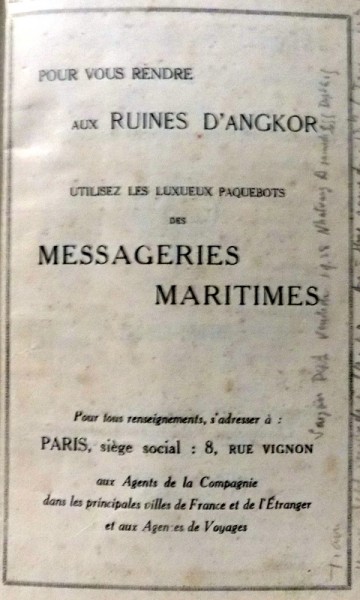 POUR VOUS RENDRE
AUX RUINES D'ANGKOR
UTILISEZ LES LUXUEUX PAQUEBOTS
DES
MESSAGERIES
MARITIMES
Pour tous renseignements, s'adresser à :
PARIS, siège social : 8, RUE VIGNON
aux Agents de la Compagnie
dans les principales villes de France et de l'Étranger
et aux Agences de Voyages